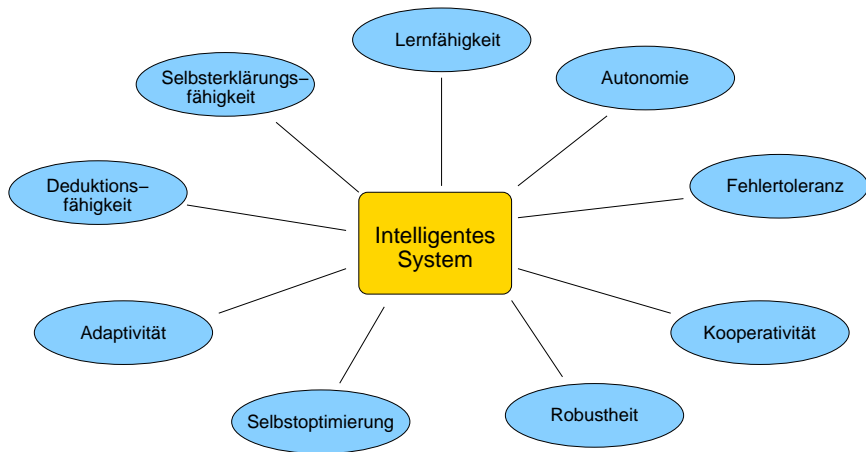 Lernfähigkeit
Selbsterklärungs–
fähigkeit
Autonomie
Deduktions–
fähigkeit
Fehlertoleranz
Intelligentes
System
Adaptivität
Kooperativität
Selbstoptimierung
Robustheit